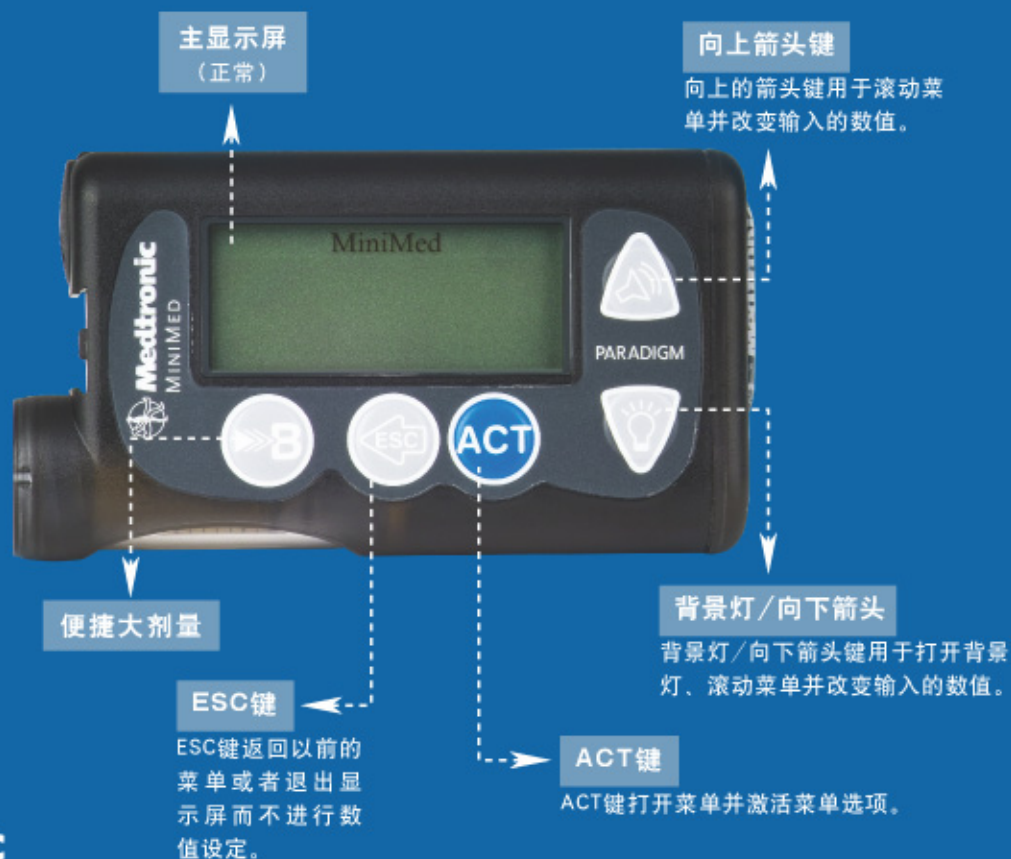 主显示屏
（正常）
向上箭头键
向上的箭头键用于滚动菜
单并改变输入的数值。
MiniMed
Medtronic
MINIMED
PARADIGM
B
ESC
ACT
便捷大剂量
背景灯/向下箭头
背景灯/向下箭头键用于打开背景
灯、滚动菜单并改变输入的数值。
ESC键
ESC键返回以前的
菜单或者退出显
示屏而不进行数
值设定。
ACT键
ACT键打开菜单并激活菜单选项。